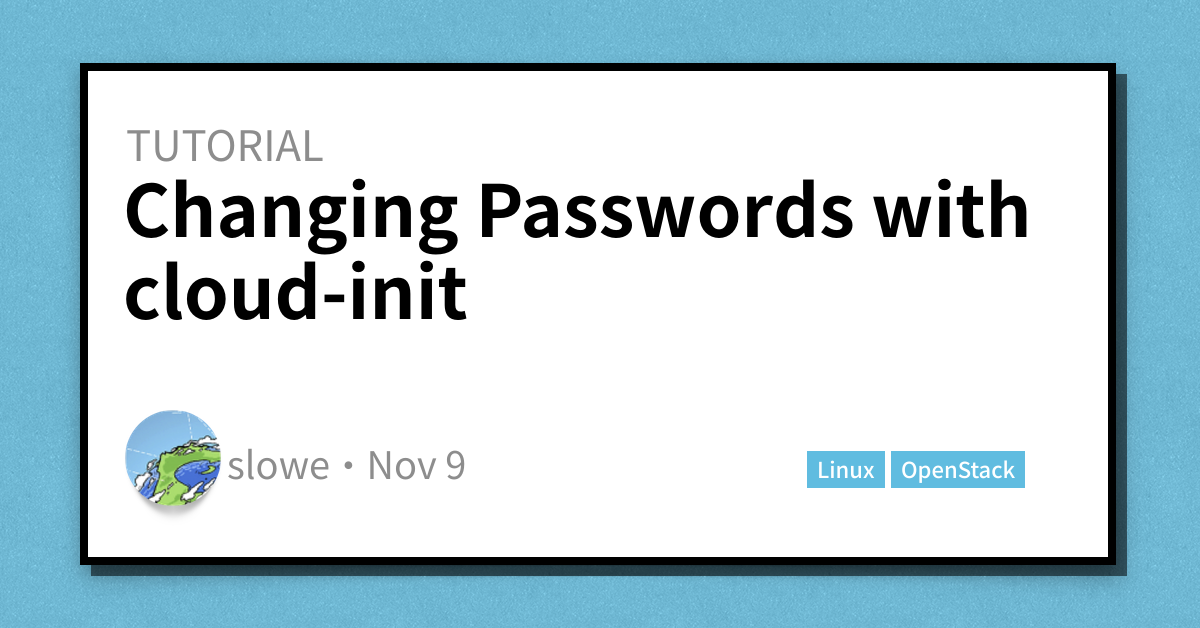 TUTORIAL
Changing Passwords with
cloud-init
slowe • Nov 9
Linux
OpenStack